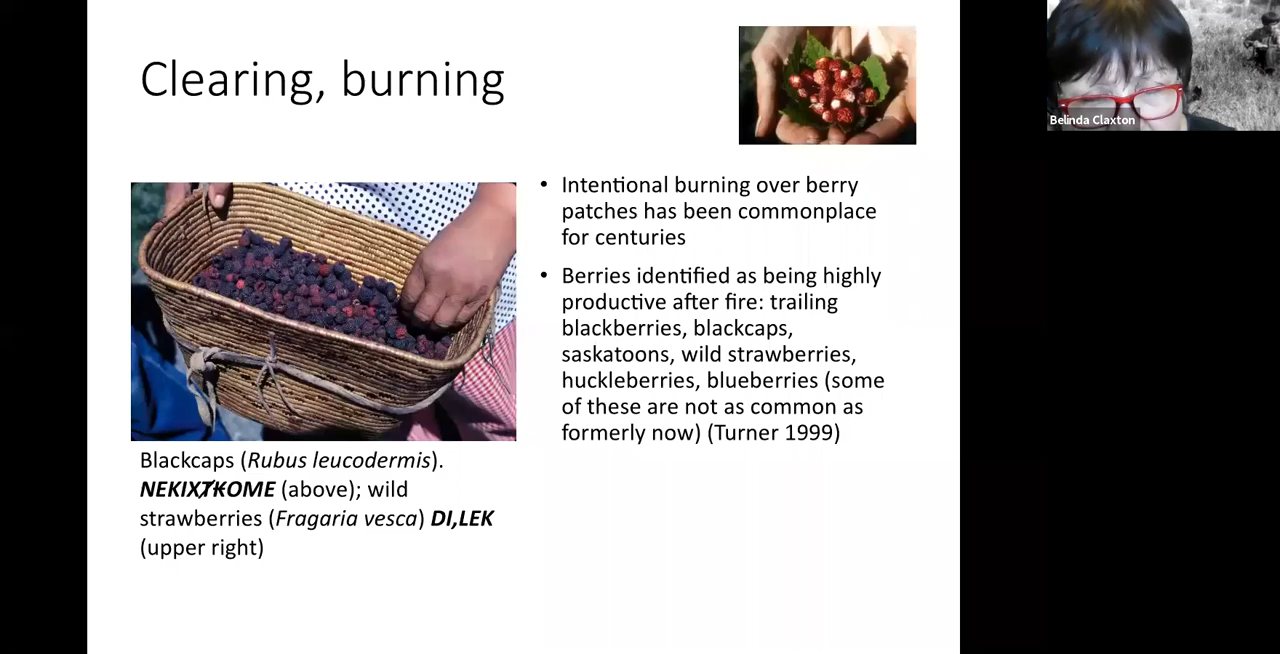 Clearing, burning
Belinda Claxton
• Intentional burning over berry
patches has been commonplace
for centuries
• Berries identified as being highly
productive after fire: trailing
blackberries, blackcaps,
saskatoons, wild strawberries,
huckleberries, blueberries (some
of these are not as common as
formerly now) (Turner 1999)
Blackcaps (Rubus leucodermis).
(above); wild
strawberries (Fragaria vesca) DI,LEK
(upper right)